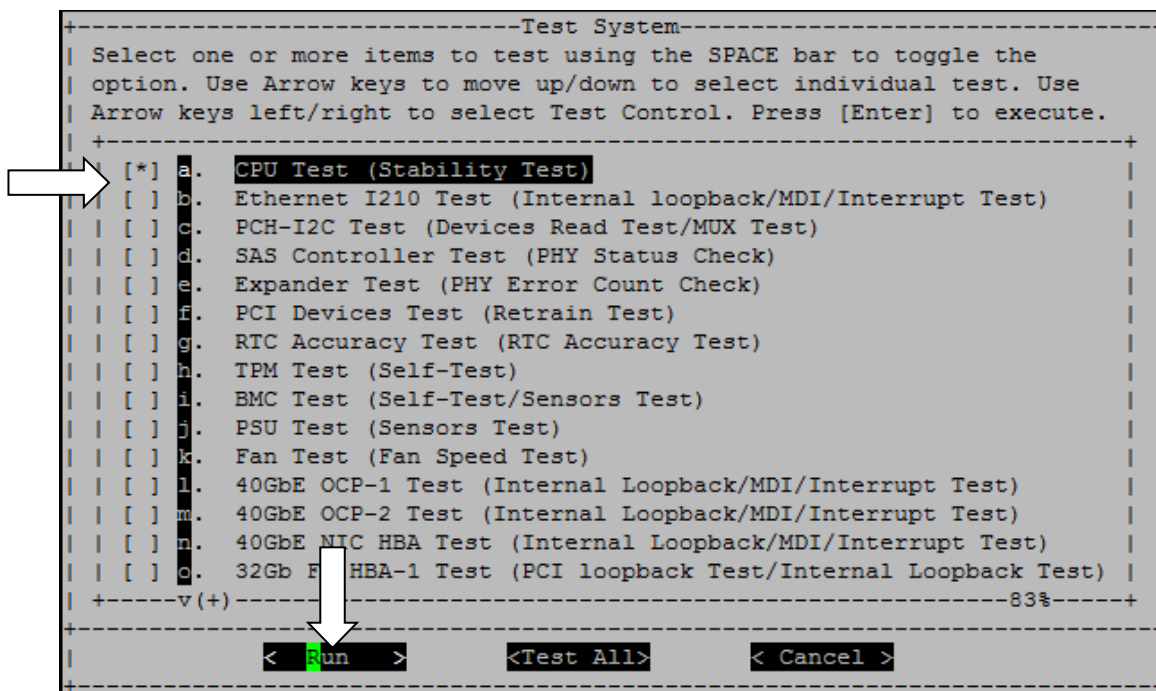 Test System
Select one or more items to test using the SPACE bar to toggle the
option. Use Arrow keys to move up/down to select individual test. Use
Arrow keys left/right to select Test Control. Press [Enter] to execute.
[*] a. CPU Test (Stability Test)
[ ] b. Ethernet I210 Test (Internal loopback/MDI/Interrupt Test)
[ ] c. PCH-I2C Test (Devices Read Test/MUX Test)
[ ] d. SAS Controller Test (PHY Status Check)
[ ] e. Expander Test (PHY Error Count Check)
[ ] f. PCI Devices Test (Retrain Test)
[ ] g. RTC Accuracy Test (RTC Accuracy Test)
[ ] h. TPM Test (Self-Test)
[ ] i. BMC Test (Self-Test/Sensors Test)
[ ] j. PSU Test (Sensors Test)
[ ] k. Fan Test (Fan Speed Test)
[ ] l. 40GbE OCP-1 Test (Internal Loopback/MDI/Interrupt Test)
[ ] m. 40GbE OCP-2 Test (Internal Loopback/MDI/Interrupt Test)
[ ] n. 40GbE NIC HBA Test (Internal Loopback/MDI/Interrupt Test)
[ ] o. 32Gb HBA-1 Test (PCI loopback Test/Internal Loopback Test)
v(+) 83%
< Run > <Test All> < Cancel >